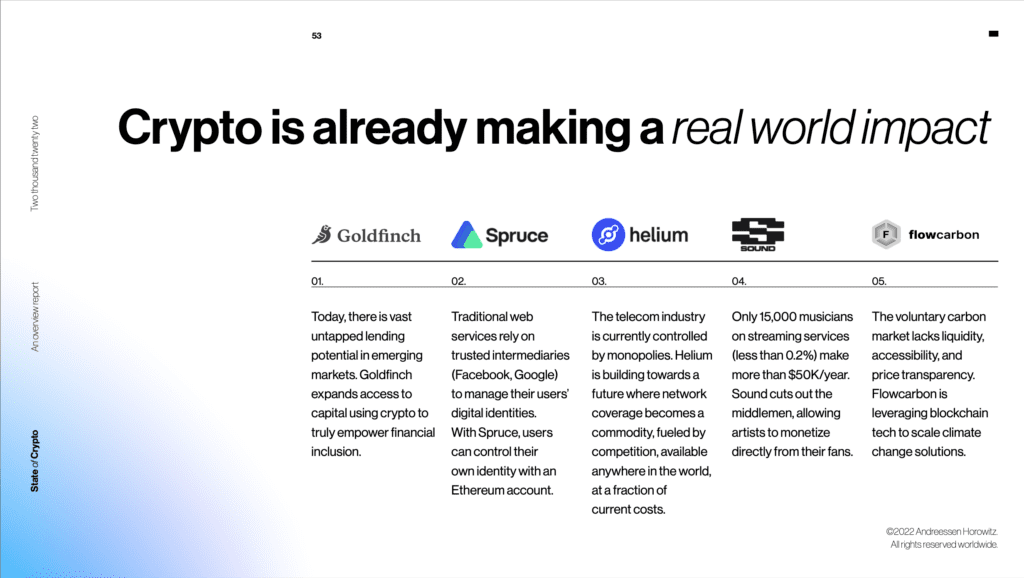 53
Crypto is already making a real world impact
Two thousand twenty two
An overview report
State of Crypto
Goldfinch
01.
Today, there is vast
untapped lending
potential in emerging
markets. Goldfinch
expands access to
capital using crypto to
truly empower financial
inclusion.
Spruce
02.
Traditional web
services rely on
trusted intermediaries
(Facebook, Google)
to manage their users’
digital identities.
With Spruce, users
can control their
own identity with an
Ethereum account.
helium
03.
The telecom industry
is currently controlled
by monopolies. Helium
is building towards a
future where network
coverage becomes a
commodity, fueled by
competition, available
anywhere in the world,
at a fraction of
current costs.
SOUND
04.
Only 15,000 musicians
on streaming services
(less than 0.2%) make
more than $50K/year.
Sound cuts out the
middlemen, allowing
artists to monetize
directly from their fans.
F
flowcarbon
05.
The voluntary carbon
market lacks liquidity,
accessibility, and
price transparency.
Flowcarbon is
leveraging blockchain
tech to scale climate
change solutions.
©2022 Andreessen Horowitz.
All rights reserved worldwide.